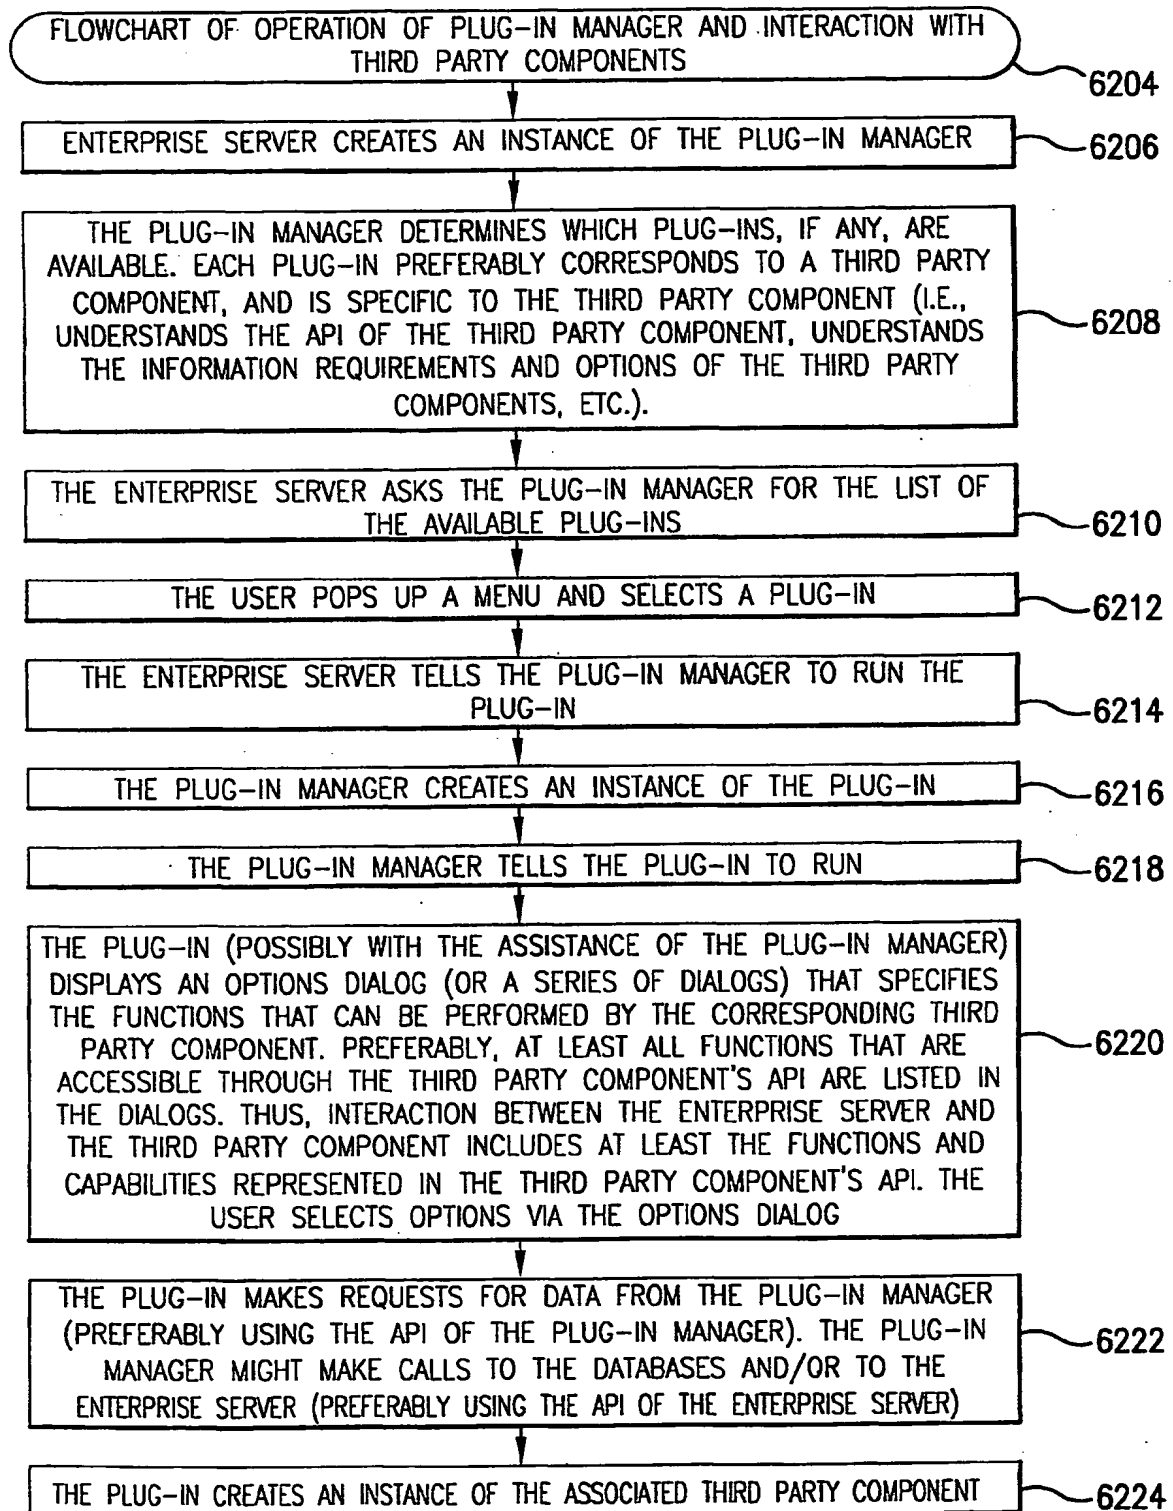 FLOWCHART OF OPERATION OF PLUG-IN MANAGER AND INTERACTION WITH
THIRD PARTY COMPONENTS
6204
ENTERPRISE SERVER CREATES AN INSTANCE OF THE PLUG-IN MANAGER
6206
THE PLUG-IN MANAGER DETERMINES WHICH PLUG-INS, IF ANY, ARE
AVAILABLE. EACH PLUG-IN PREFERABLY CORRESPONDS TO A THIRD PARTY
COMPONENT, AND IS SPECIFIC TO THE THIRD PARTY COMPONENT (I.E.,
UNDERSTANDS THE API OF THE THIRD PARTY COMPONENT, UNDERSTANDS
THE INFORMATION REQUIREMENTS AND OPTIONS OF THE THIRD PARTY
COMPONENTS, ETC.).
6208
THE ENTERPRISE SERVER ASKS THE PLUG-IN MANAGER FOR THE LIST OF
THE AVAILABLE PLUG-INS
6210
THE USER POPS UP A MENU AND SELECTS A PLUG-IN
6212
THE ENTERPRISE SERVER TELLS THE PLUG-IN MANAGER TO RUN THE
PLUG-IN
6214
THE PLUG-IN MANAGER CREATES AN INSTANCE OF THE PLUG-IN
6216
THE PLUG-IN MANAGER TELLS THE PLUG-IN TO RUN
6218
THE PLUG-IN (POSSIBLY WITH THE ASSISTANCE OF THE PLUG-IN MANAGER)
DISPLAYS AN OPTIONS DIALOG (OR A SERIES OF DIALOGS) THAT SPECIFIES
THE FUNCTIONS THAT CAN BE PERFORMED BY THE CORRESPONDING THIRD
PARTY COMPONENT. PREFERABLY, AT LEAST ALL FUNCTIONS THAT ARE
ACCESSIBLE THROUGH THE THIRD PARTY COMPONENT'S API ARE LISTED IN
THE DIALOGS. THUS, INTERACTION BETWEEN THE ENTERPRISE SERVER AND
THE THIRD PARTY COMPONENT INCLUDES AT LEAST THE FUNCTIONS AND
CAPABILITIES REPRESENTED IN THE THIRD PARTY COMPONENT'S API. THE
USER SELECTS OPTIONS VIA THE OPTIONS DIALOG
6220
THE PLUG-IN MAKES REQUESTS FOR DATA FROM THE PLUG-IN MANAGER
(PREFERABLY USING THE API OF THE PLUG-IN MANAGER). THE PLUG-IN
MANAGER MIGHT MAKE CALLS TO THE DATABASES AND/OR TO THE
ENTERPRISE SERVER (PREFERABLY USING THE API OF THE ENTERPRISE SERVER)
6222
THE PLUG-IN CREATES AN INSTANCE OF THE ASSOCIATED THIRD PARTY COMPONENT
6224